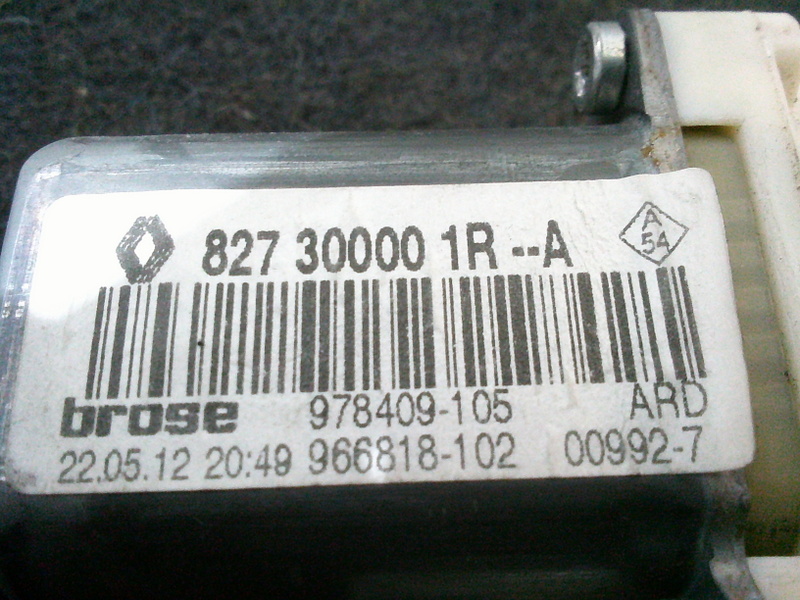 827 30000 1R --A
A
54
brose 978409-105 ARD
22.05.12 20:49 966818-102 00992-7